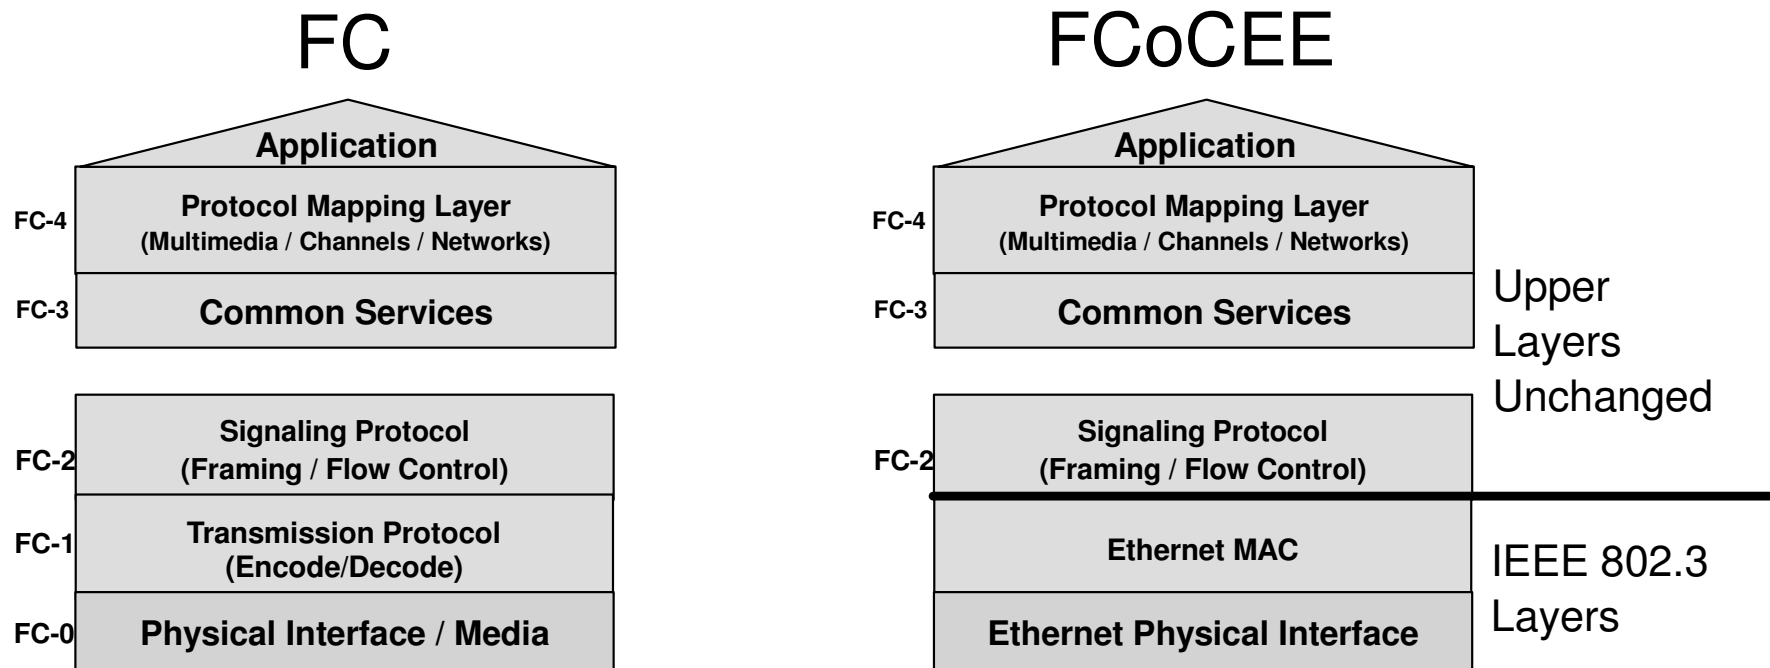 FC
Application
FC-4
Protocol Mapping Layer
(Multimedia / Channels / Networks)
FC-3
Common Services
Signaling Protocol
FC-2
(Framing / Flow Control)
Transmission Protocol
FC-1
(Encode/Decode)
FC-0
Physical Interface / Media
FCoCEE
Application
FC-4
Protocol Mapping Layer
(Multimedia / Channels / Networks)
FC-3
Common Services
Signaling Protocol
FC-2
(Framing / Flow Control)
Ethernet MAC
Ethernet Physical Interface
Upper
Layers
Unchanged
IEEE 802.3
Layers